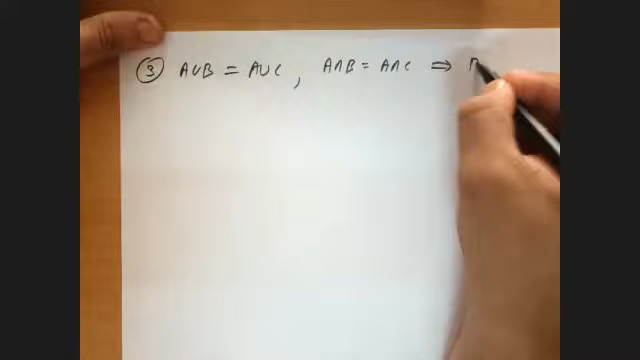 ③ A∪B = A∪C , A∩B = A∩C ⇒